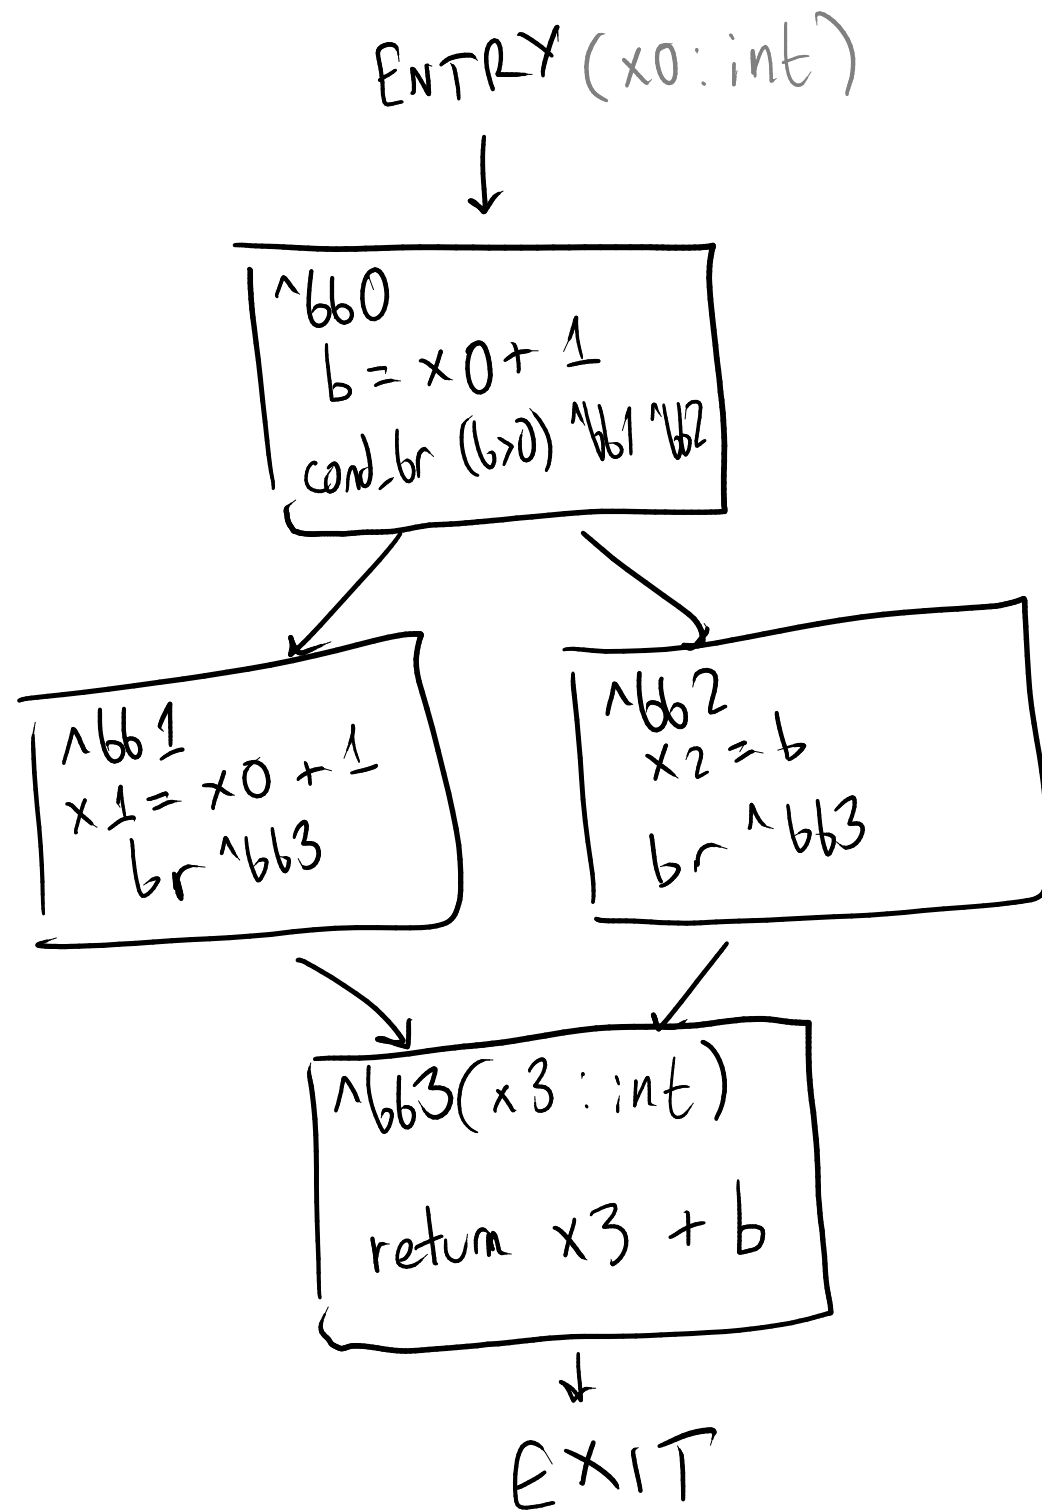 ENTRY (x0: int)
^bb0
b = x0 + 1
cond_br (b>0) ^bb1 ^bb2
^bb1
x1 = x0 + 1
br ^bb3
^bb2
x2 = b
br ^bb3
^bb3(x3: int)
return x3 + b
EXIT